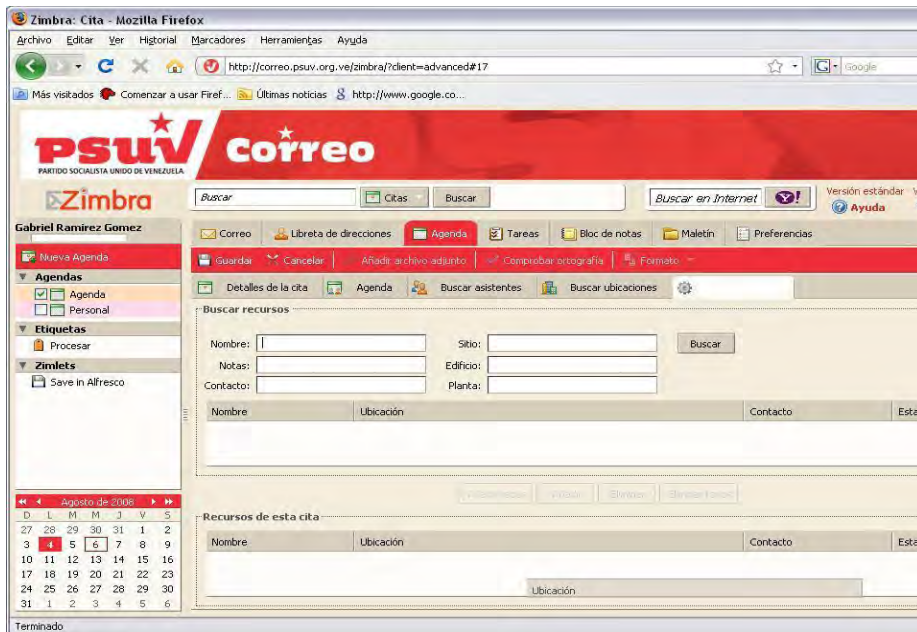 Zimbra: Cita - Mozilla Firefox
Archivo Editar Ver Historial Marcadores Herramientas Ayuda
http://correo.psuv.org.ve/zimbra/?client=advanced#17
G Google
Más visitados Comenzar a usar Firef... Últimas noticias http://www.google.co...
PSUV Correo
PARTIDO SOCIALISTA UNIDO DE VENEZUELA
Zimbra
Buscar Citas Buscar Buscar en Internet Y! Versión estándar
Ayuda
Gabriel Ramirez Gomez
Correo Libreta de direcciones Agenda Tareas Bloc de notas Maletín Preferencias
Nueva Agenda
Guardar Cancelar Añadir archivo adjunto Comprobar ortografía Formato
Agendas
Agenda
Personal
Etiquetas
Procesar
Zimlets
Save in Alfresco
Detalles de la cita Agenda Buscar asistentes Buscar ubicaciones
Buscar recursos
Nombre: Sitio: Buscar
Notas: Edificio:
Contacto: Planta:
Nombre Ubicación Contacto Esta
Recursos de esta cita
Nombre Ubicación Contacto Esta
Ubicación
Agosto de 2008
D L M M J V S
27 28 29 30 31 1 2
3 4 5 6 7 8 9
10 11 12 13 14 15 16
17 18 19 20 21 22 23
24 25 26 27 28 29 30
31 1 2 3 4 5 6
Terminado